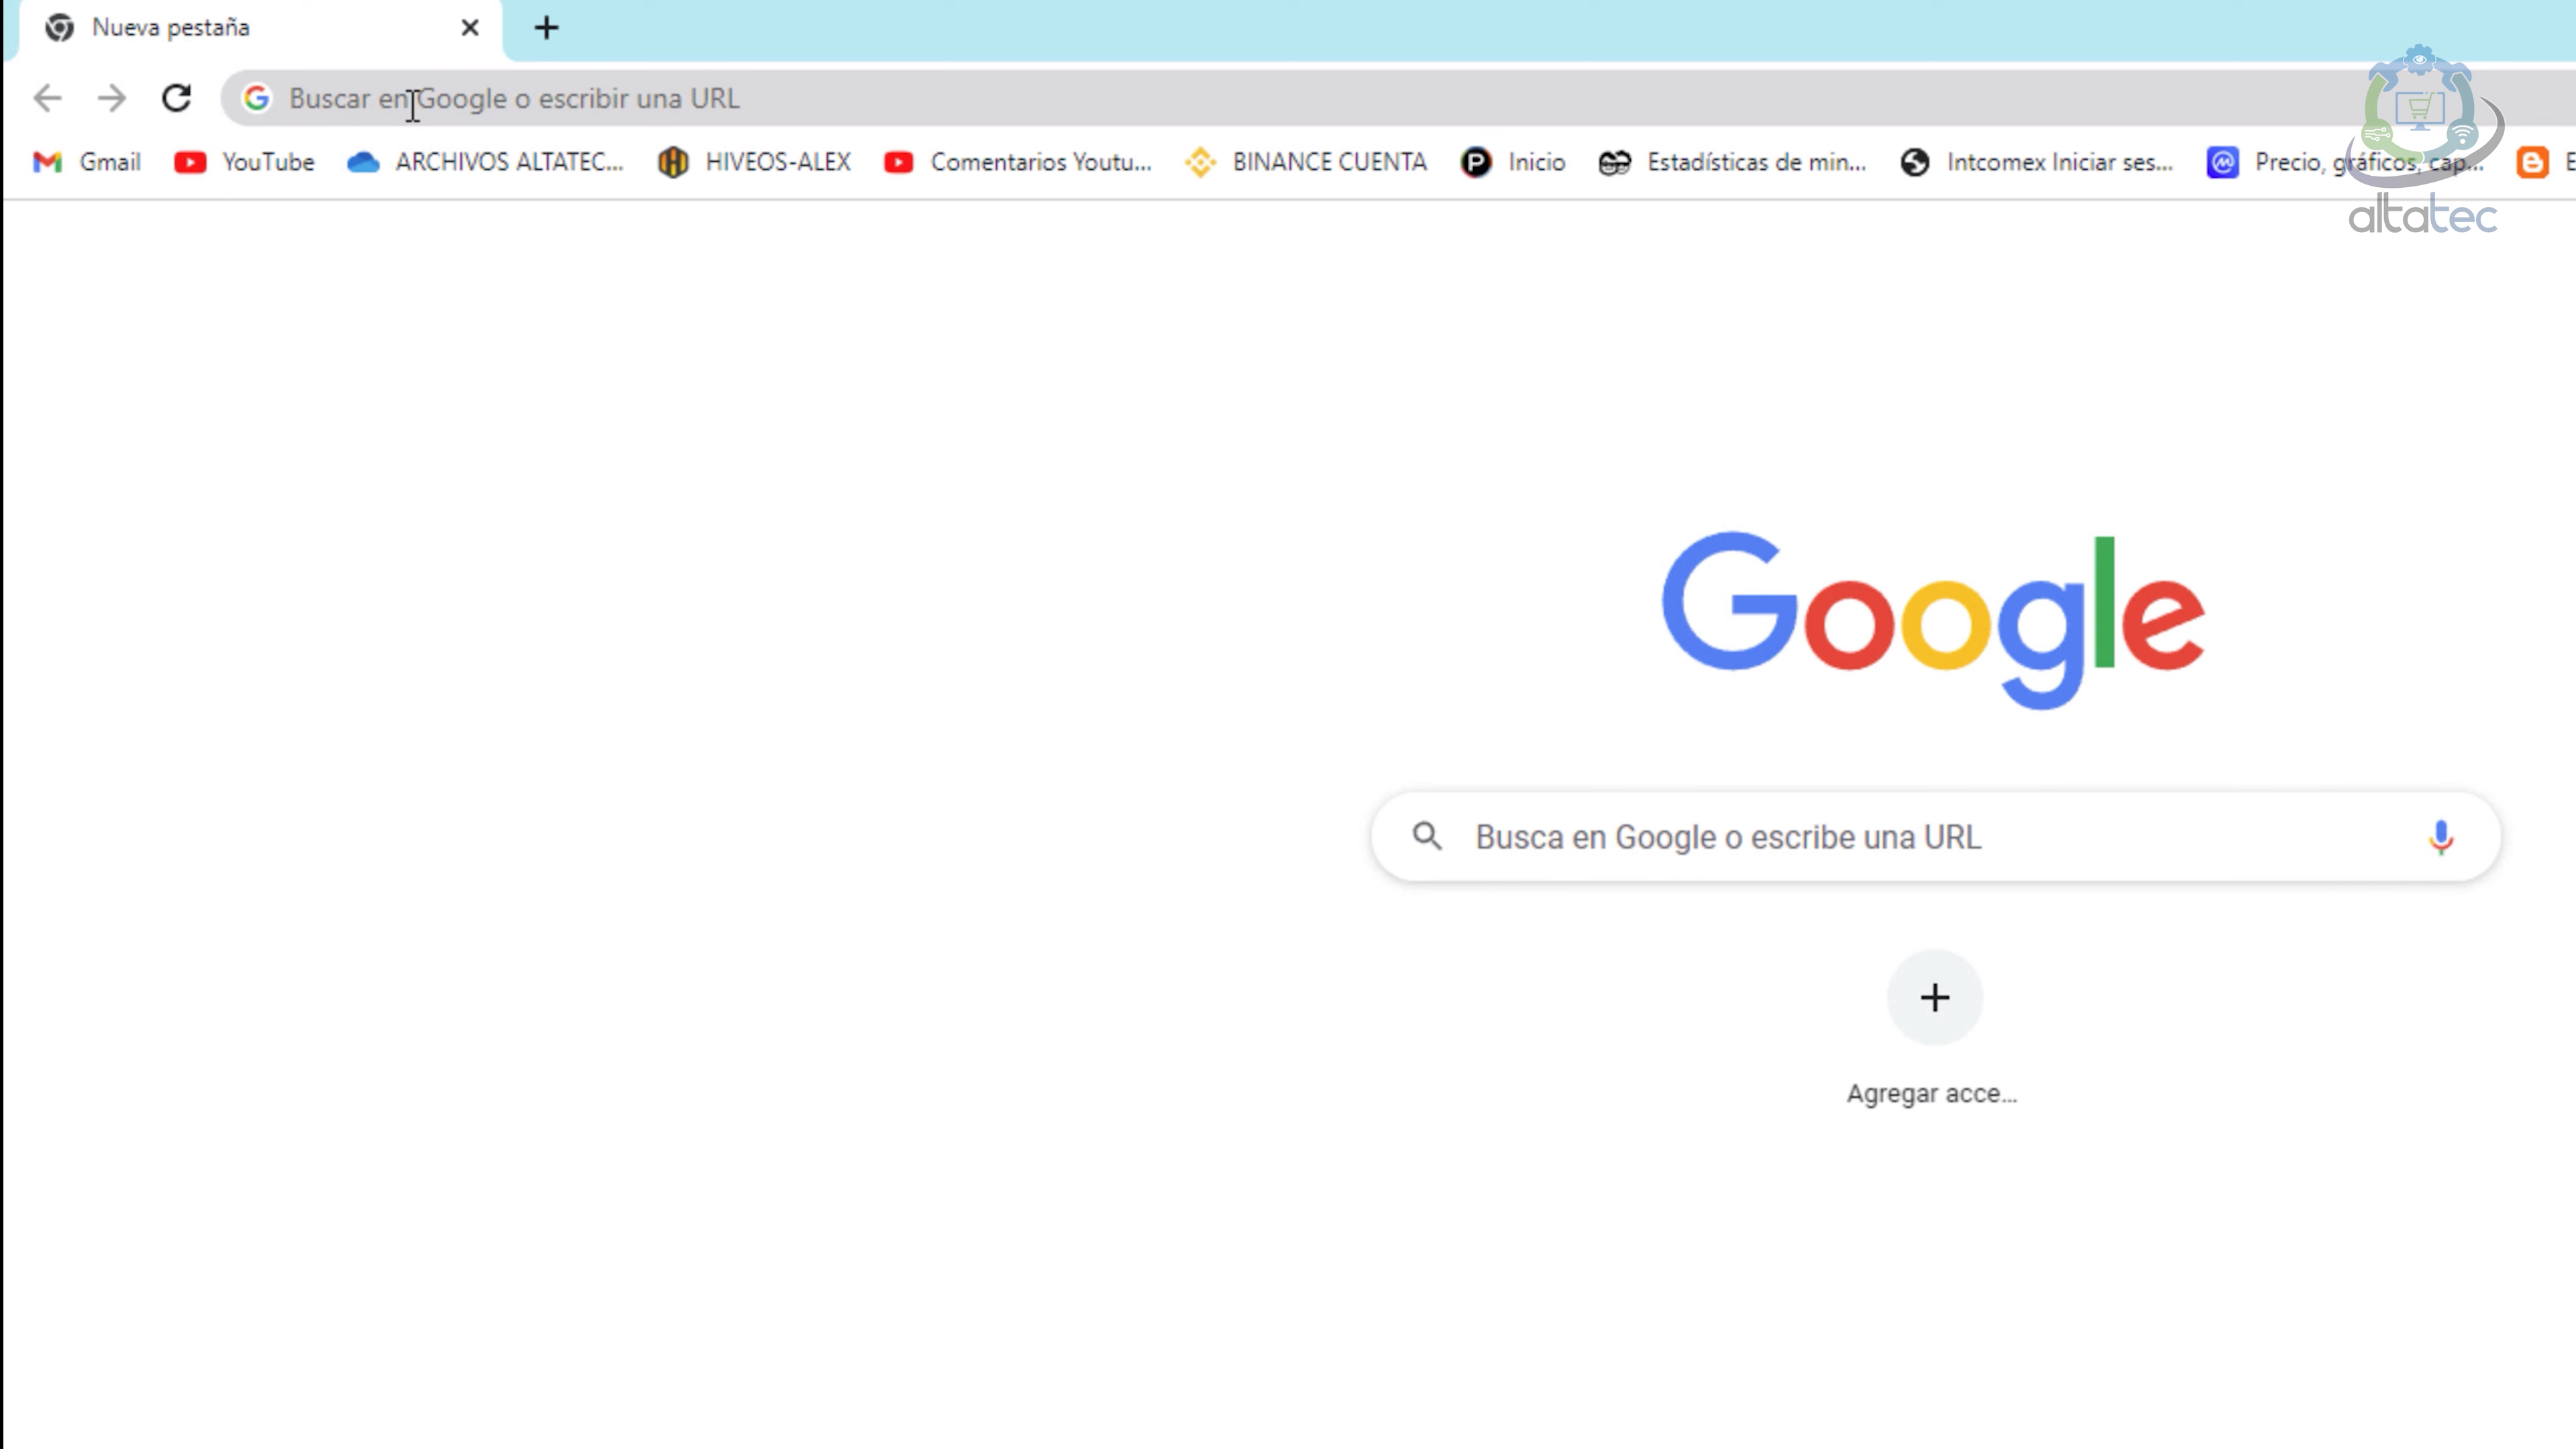 Nueva pestaña
Buscar en Google o escribir una URL
Gmail YouTube ARCHIVOS ALTATEC... HIVEOS-ALEX Comentarios Youtu... BINANCE CUENTA Inicio Estadísticas de min... Intcomex Iniciar ses... Precio, gráficos, cap... E
altatec
Google
Busca en Google o escribe una URL
Agregar acce...